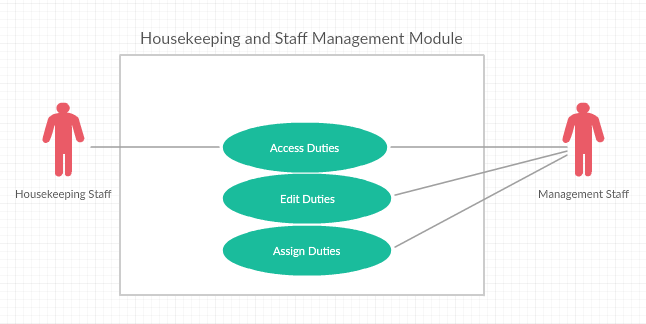 Housekeeping and Staff Management Module
Access Duties
Housekeeping Staff
Edit Duties
Management Staff
Assign Duties